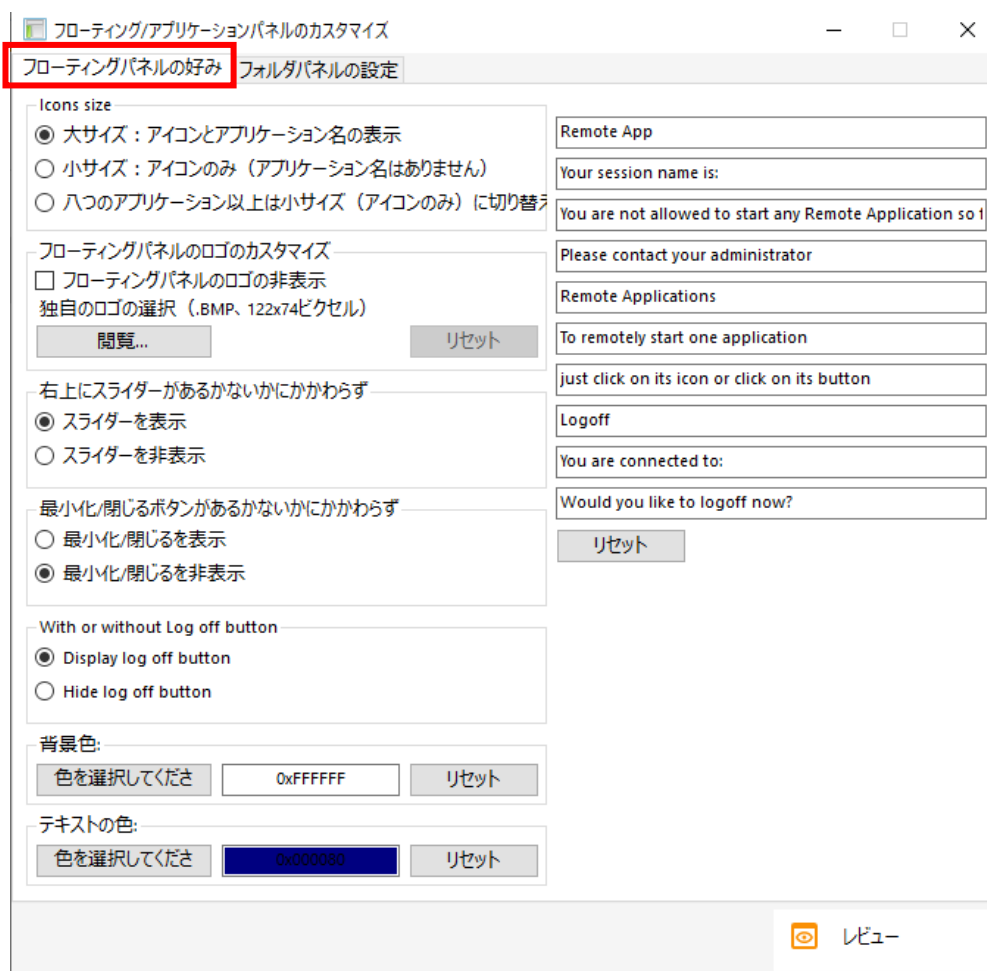 フローティング/アプリケーションパネルのカスタマイズ
フローティングパネルの好み
フォルダパネルの設定
Icons size
大サイズ：アイコンとアプリケーション名の表示
小サイズ：アイコンのみ（アプリケーション名はありません）
八つのアプリケーション以上は小サイズ（アイコンのみ）に切り替え
フローティングパネルのロゴのカスタマイズ
フローティングパネルのロゴの非表示
独自のロゴの選択（.BMP、122x74ピクセル）
閲覧...
リセット
右上にスライダーがあるかないかにかかわらず
スライダーを表示
スライダーを非表示
最小化/閉じるボタンがあるかないかにかかわらず
最小化/閉じるを表示
最小化/閉じるを非表示
With or without Log off button
Display log off button
Hide log off button
背景色:
色を選択してくださ
0xFFFFFF
リセット
テキストの色:
色を選択してくださ
0x000080
リセット
Remote App
Your session name is:
You are not allowed to start any Remote Application so f
Please contact your administrator
Remote Applications
To remotely start one application
just click on its icon or click on its button
Logoff
You are connected to:
Would you like to logoff now?
リセット
レビュー